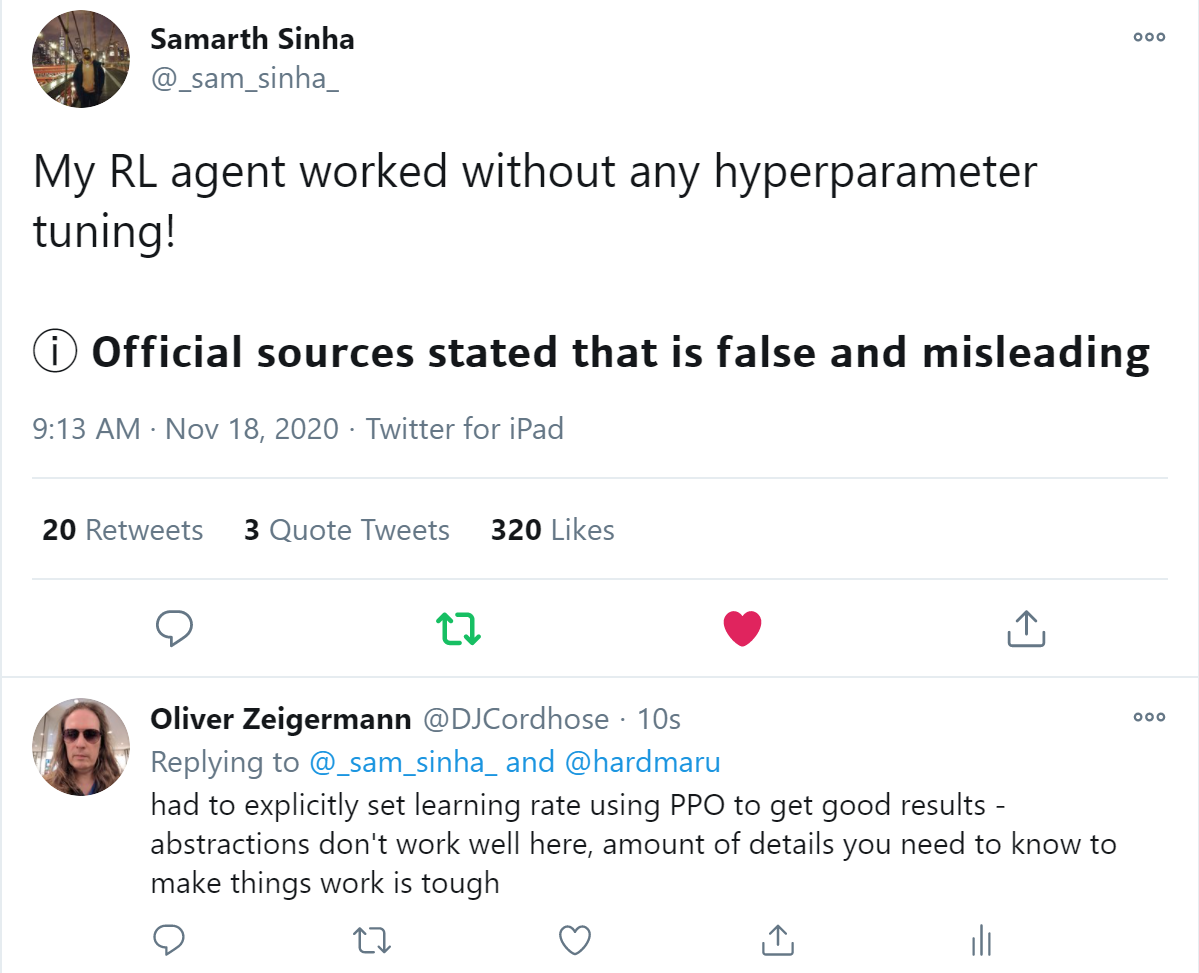 Samarth Sinha
@_sam_sinha_
My RL agent worked without any hyperparameter
tuning!
ⓘ Official sources stated that is false and misleading
9:13 AM · Nov 18, 2020 · Twitter for iPad
20 Retweets 3 Quote Tweets 320 Likes
Oliver Zeigermann @DJCordhose · 10s
Replying to @_sam_sinha_ and @hardmaru
had to explicitly set learning rate using PPO to get good results -
abstractions don't work well here, amount of details you need to know to
make things work is tough